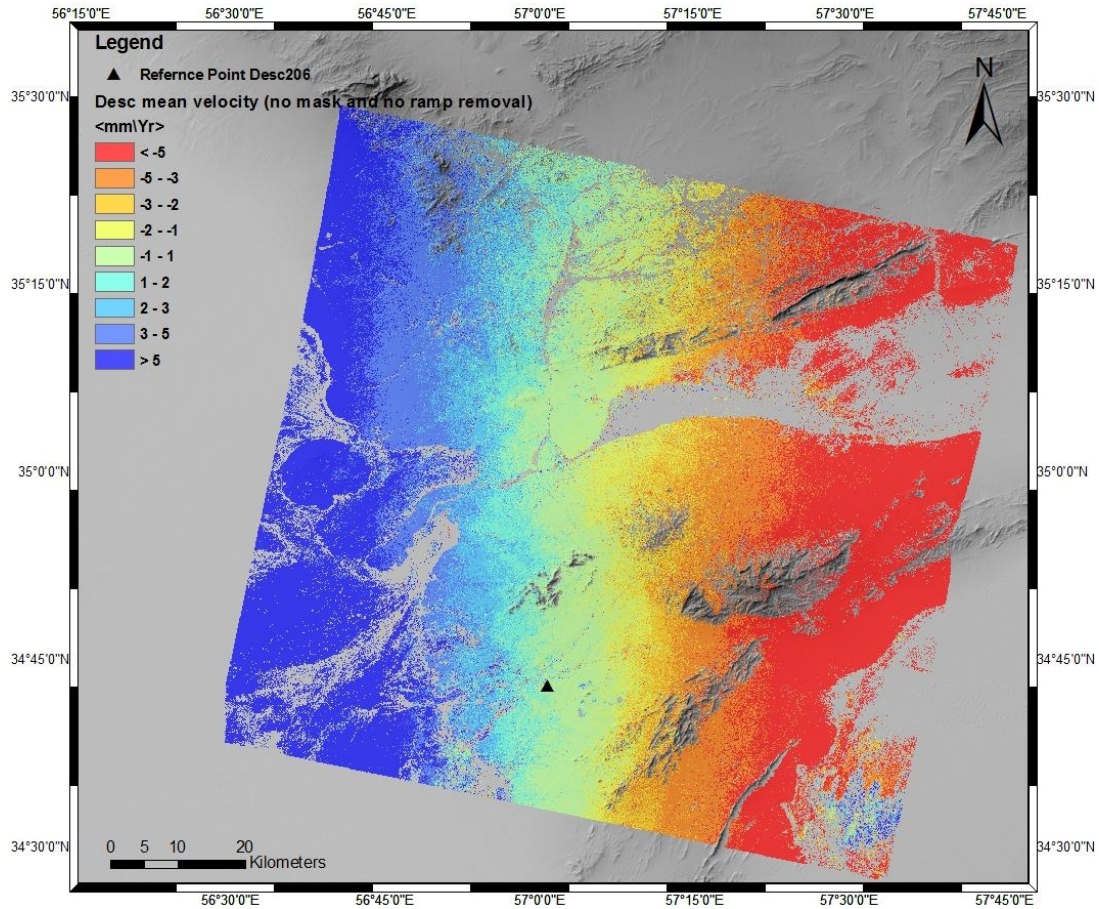 56°15'0"E 56°30'0"E 56°45'0"E 57°0'0"E 57°15'0"E 57°30'0"E 57°45'0"E
Legend
Refernce Point Desc206
Desc mean velocity (no mask and no ramp removal)
<mm\Yr>
< -5
-5 - -3
-3 - -2
-2 - -1
-1 - 1
1 - 2
2 - 3
3 - 5
> 5
N
35°30'0"N 35°30'0"N
35°15'0"N 35°15'0"N
35°0'0"N 35°0'0"N
34°45'0"N 34°45'0"N
34°30'0"N 34°30'0"N
0 5 10 20
Kilometers
56°30'0"E 56°45'0"E 57°0'0"E 57°15'0"E 57°30'0"E 57°45'0"E